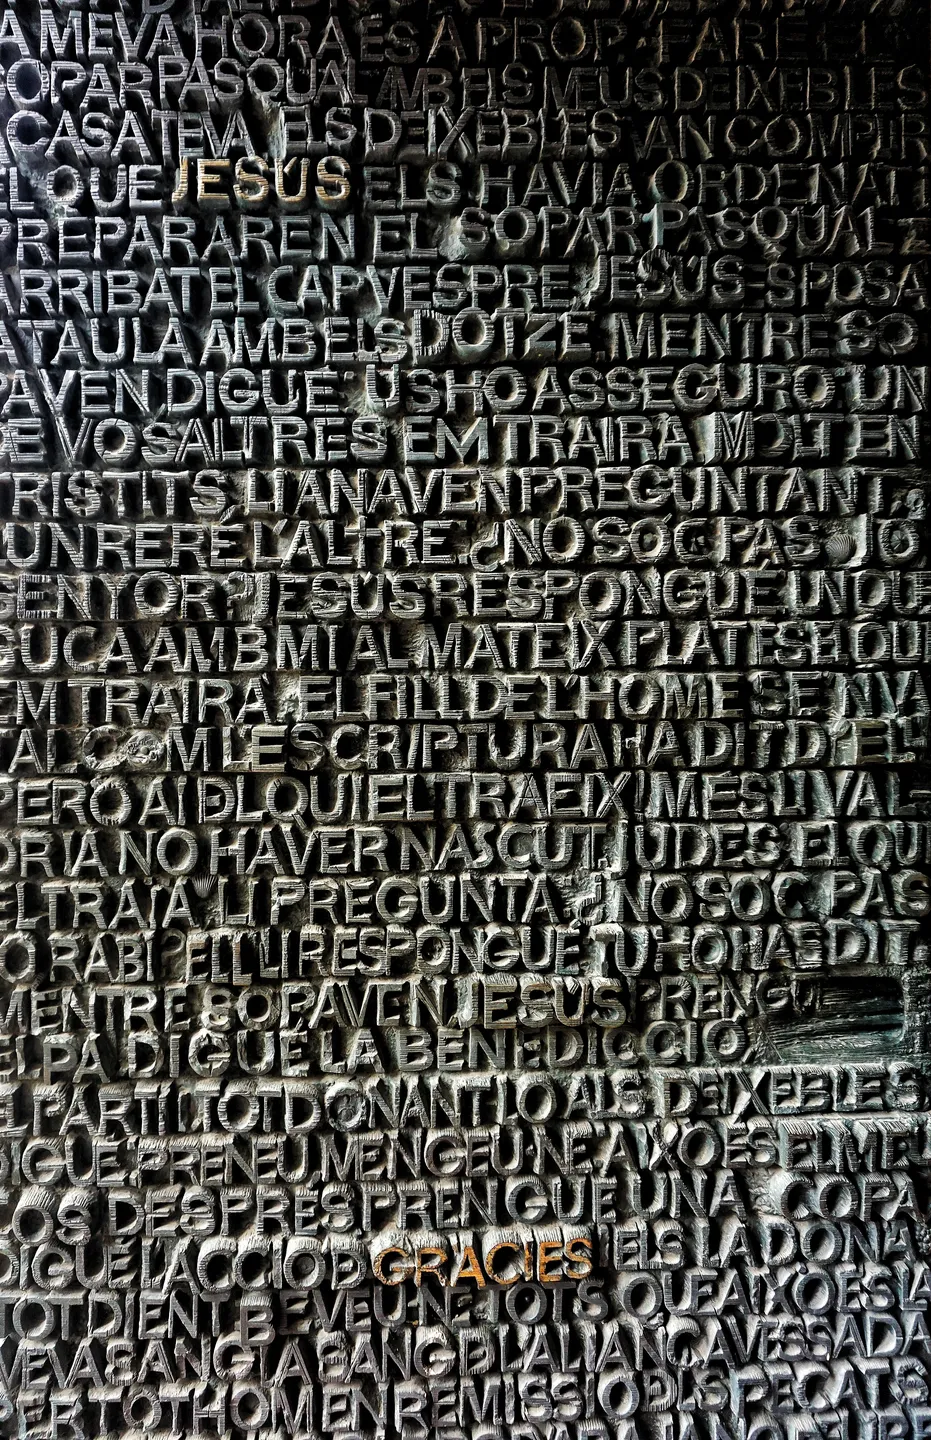 A MEVA HORA ÉS A PROP: FARÉ EL
SOPAR PASQUAL AMB ELS MEUS DEIXEBLES
CASA TEVA ELS DEIXEBLES VAN COMPLIR
EL QUE JESÚS ELS HAVIA ORDENAT I
PREPARAREN EL SOPAR PASQUAL
ARRIBAT EL CAPVESPRE, JESÚS ES POSÀ
A TAULA AMB ELS DOTZE, MENTRE SO
PAVEN DIGUÉ: US HO ASSEGURO: UN
DE VOSALTRES EM TRAIRÀ MOLT EN
TRISTITS LI ANAVEN PREGUNTANT,
UN RERE L'ALTRE: ¿NO SÓC PAS JO,
SENYOR? JESÚS RESPONGUÉ: UN QUE
SUCA AMB MI AL MATEIX PLAT ÉS EL QUI
EM TRAIRÀ. EL FILL DE L'HOME SE'N VA
TAL COM L'ESCRIPTURA HA DIT D'ELL
PERÒ AI D'L QUI EL TRAEIX! MÉS LI VAL-
DRIA NO HAVER NASCUT. JUDES, EL QUI
EL TRAÏA LI PREGUNTÀ: ¿NO SÓC PAS
JO RABÍ? ELL LI RESPONGUÉ: TU HO HAS DIT.
MENTRE SOPAVEN, JESÚS PRENGUÉ
EL PA, DIGUÉ LA BENEDICCIÓ,
EL PARTÍ I TOT DONANT-LO ALS DEIXEBLES
DIGUÉ: PRENEU, MENGEU-NE AIXÒ ÉS EL MEU
COS DESPRÉS PRENGUÉ UNA COPA
DIGUÉ L'ACCIÓ D GRÀCIES I ELS LA DONÀ
TOT DIENT: BEVEU-NE TOTS QUE AIXÒ ÉS LA
MEVA SANG LA SANG D L'ALIANÇA VESSADA
PER TOTHOM EN REMISSIÓ DLS PECATS